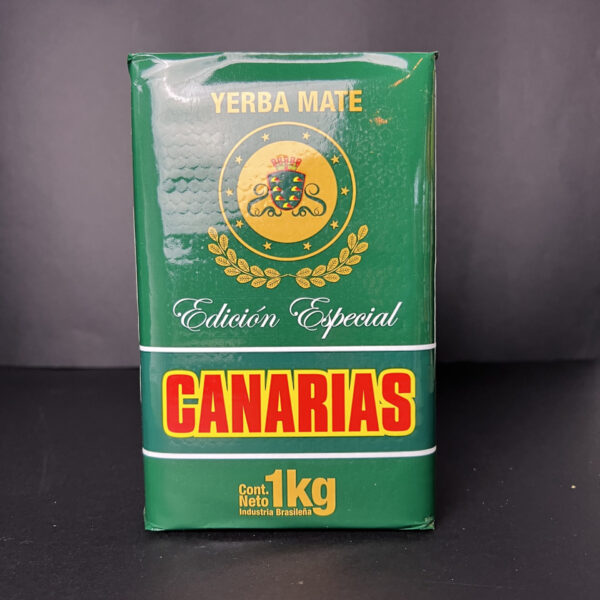 YERBA MATE
Edición Especial
CANARIAS
Cont. Neto 1kg
Industria Brasileña